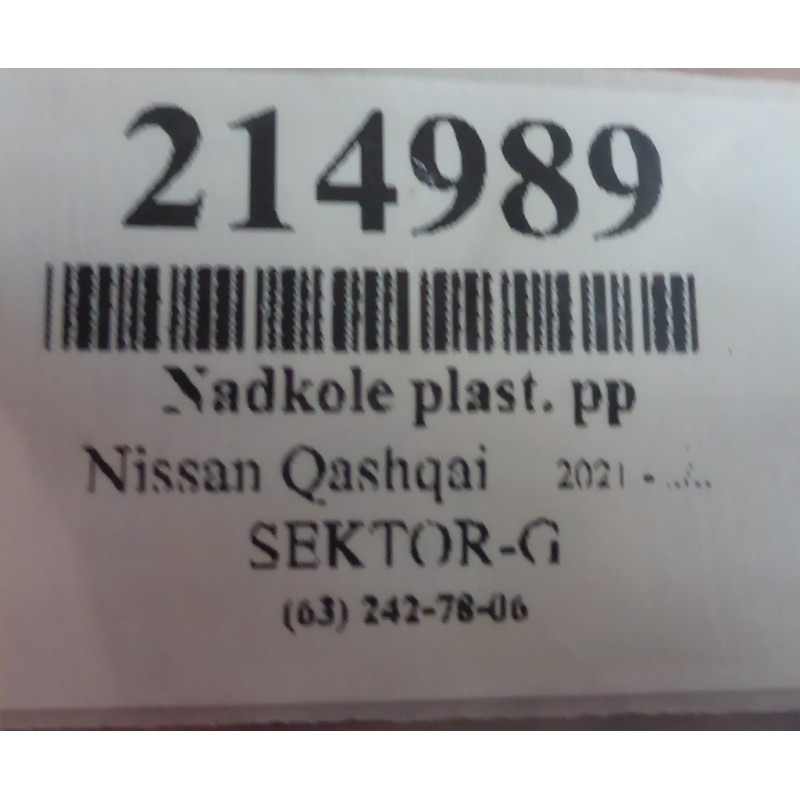 214989
Nadkole plast. pp
Nissan Qashqai 2021 - ../..
SEKTOR-G
(63) 242-78-06